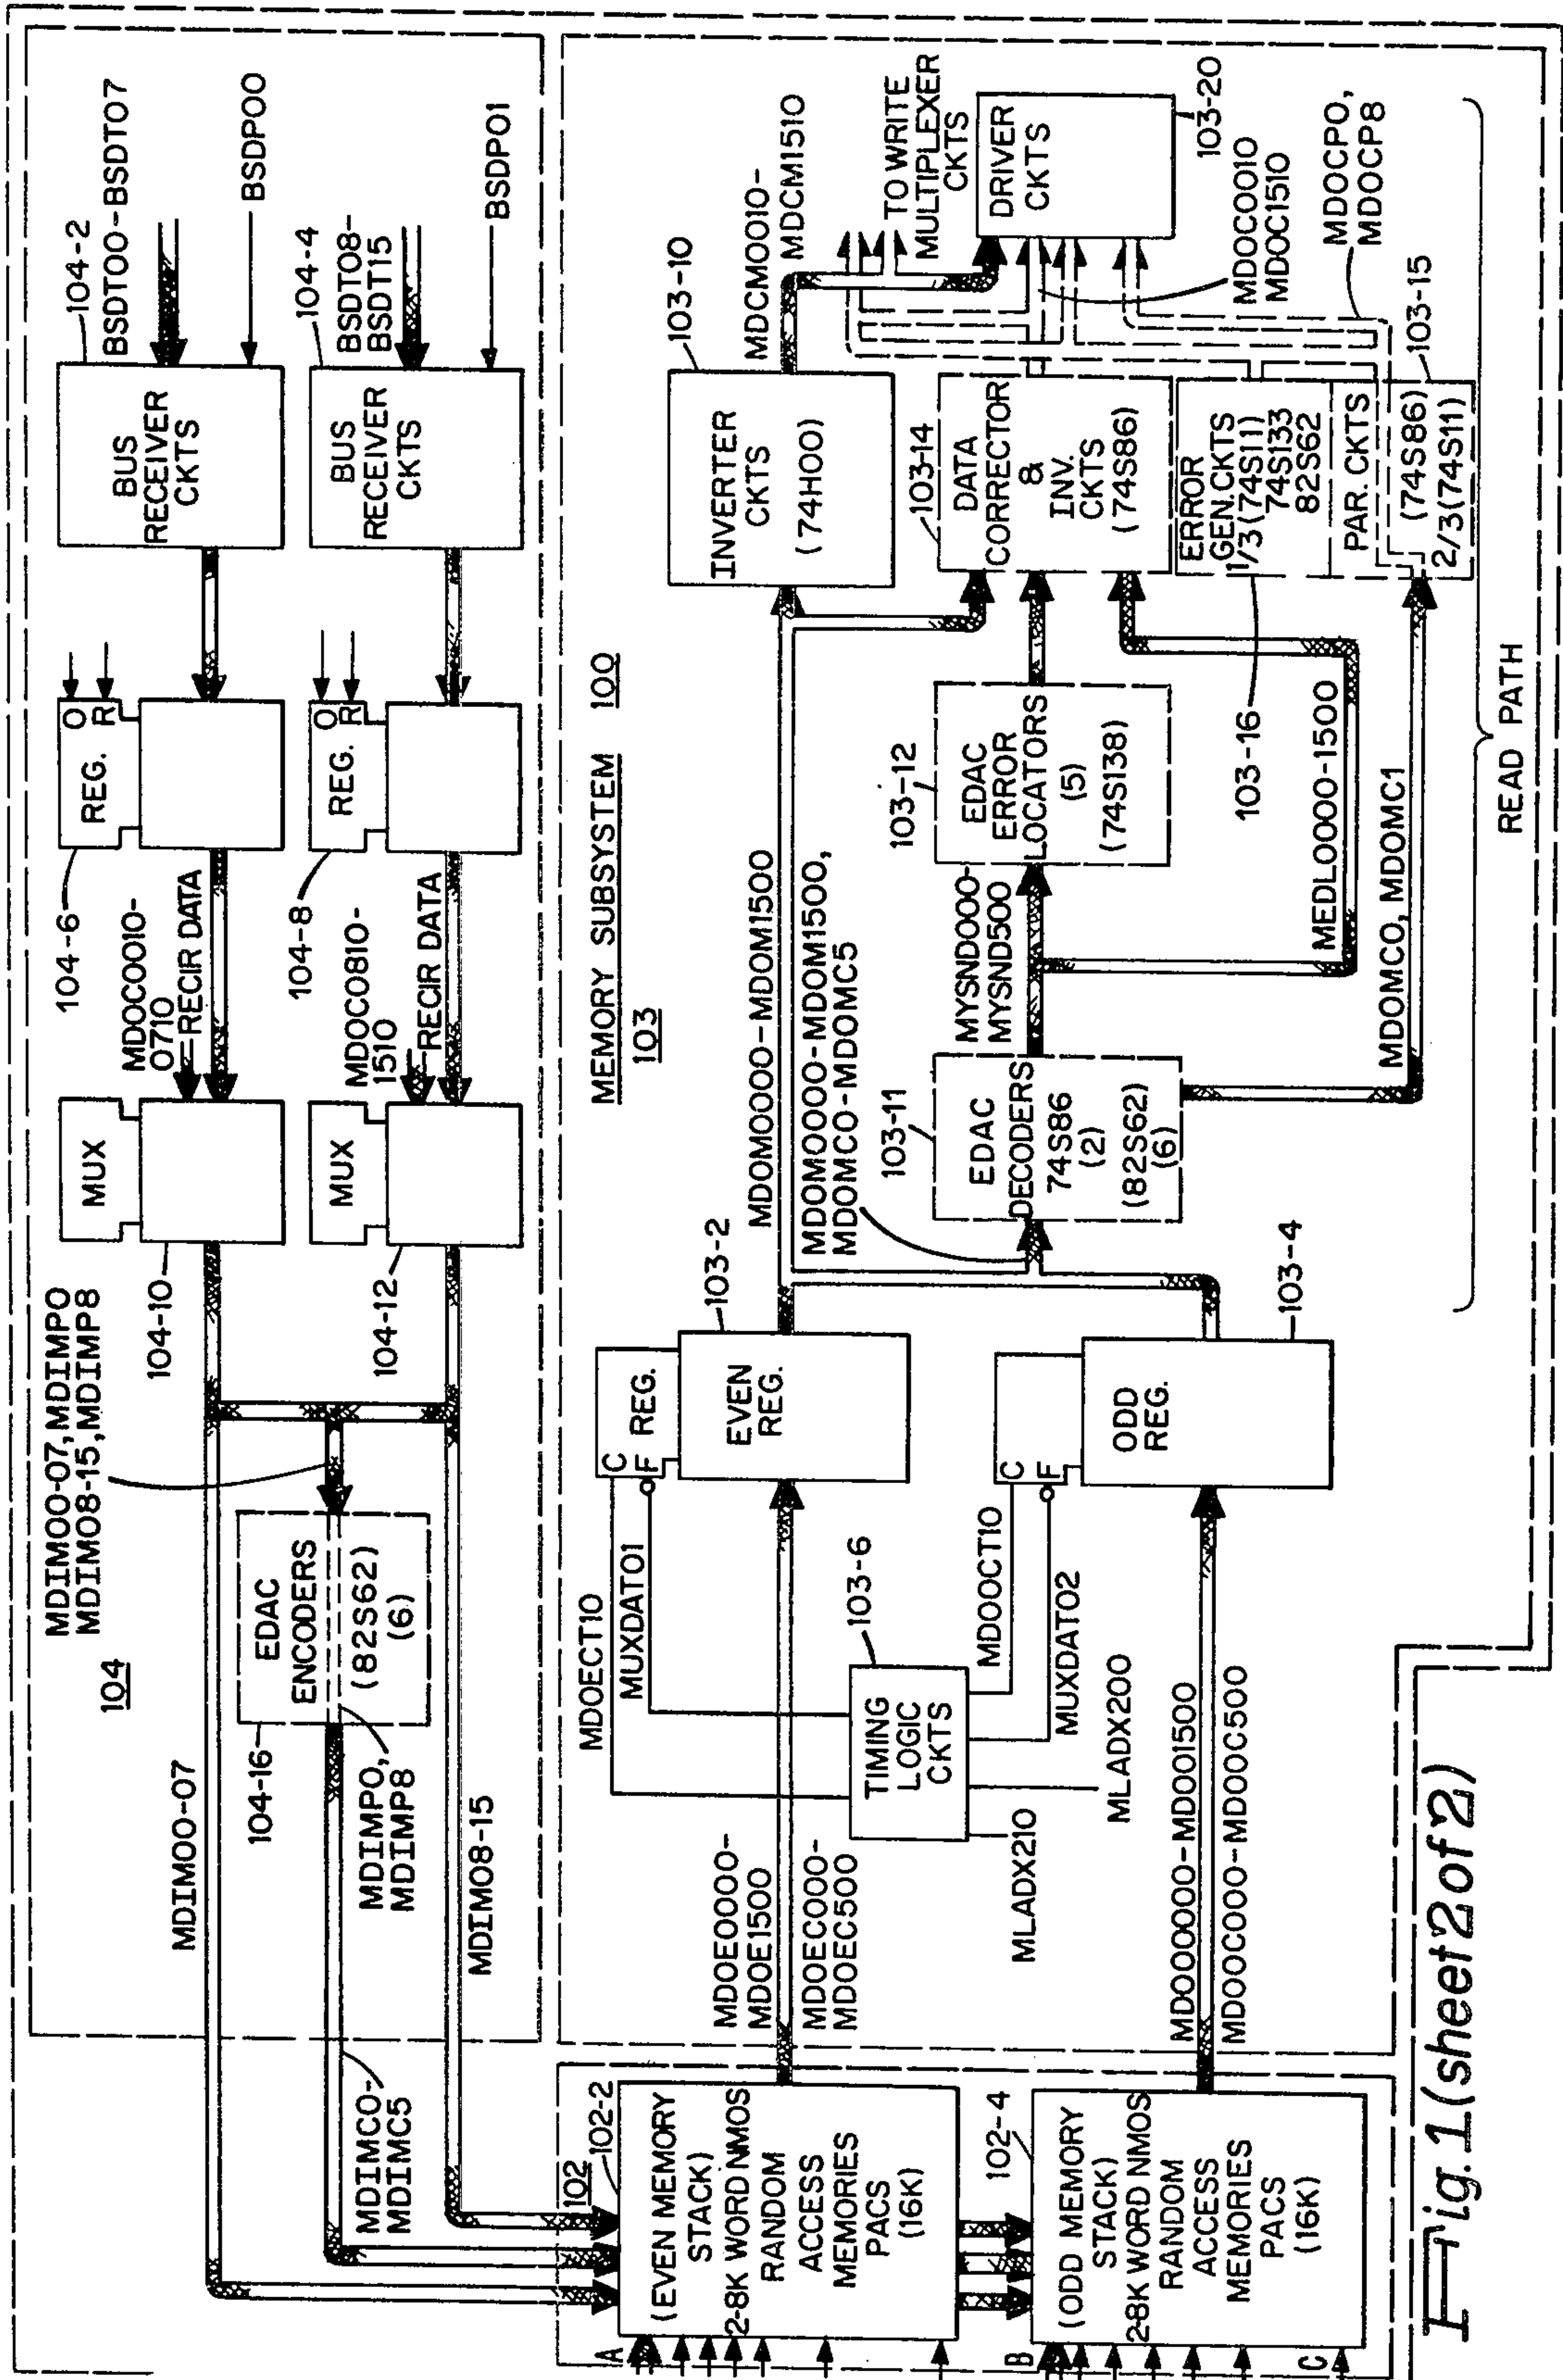 104-2
BSDT00-BSDT07
BSDP00
BUS
RECEIVER
CKTS
104-4
BSDT08-
BSDT15
BSDP01
BUS
RECEIVER
CKTS
104-6
REG.
O
R
104-8
REG.
O
R
MDOC0010-
0710
RECIR DATA
MDOC0810-
1510
RECIR DATA
MUX
104-10
MUX
104-12
MDIM00-07, MDIMP0
MDIM08-15, MDIMP8
104
EDAC
ENCODERS
(82S62)
(6)
104-16
MDIMP0,
MDIMP8
MDIM00-07
MDIM08-15
MDIMC0-
MDIMC5
MEMORY SUBSYSTEM 100
103
102
102-2
(EVEN MEMORY
STACK)
2-8K WORD NMOS
RANDOM
ACCESS
MEMORIES
PACS
(16K)
102-4
(ODD MEMORY
STACK)
2-8K WORD NMOS
RANDOM
ACCESS
MEMORIES
PACS
(16K)
A
B
C
MDOE0000-
MDOE1500
MDOEC000-
MDOEC500
MDOO0000-MDOO1500
MDOOC000-MDOOC500
MDOECT10
MUXDAT01
103-6
TIMING
LOGIC
CKTS
MDOOCT10
MUXDAT02
MLADX210
MLADX200
C
F
REG.
EVEN
REG.
103-2
C
F
ODD
REG.
103-4
MDOM0000-MDOM1500
MDOM0000-MDOM1500,
MDOMC0-MDOMC5
103-11
EDAC
DECODERS
74S86
(2)
(82S62)
(6)
MYSND000-
MYSND500
103-12
EDAC
ERROR
LOCATORS
(5)
(74S138)
MEDL0000-1500
MDOMC0, MDOMC1
103-10
INVERTER
CKTS
(74H00)
MDCM0010-
MDCM1510
103-14
DATA
CORRECTOR
&
INV.
CKTS
(74S86)
ERROR
GEN. CKTS
1/3(74S11)
74S133
82S62
103-16
PAR. CKTS
(74S86)
2/3(74S11)
103-15
TO WRITE
MULTIPLEXER
CKTS
DRIVER
CKTS
103-20
MDOC0010
MDOC1510
MDOCP0,
MDOCP8
READ PATH
Fig. 1 (sheet 2 of 2)